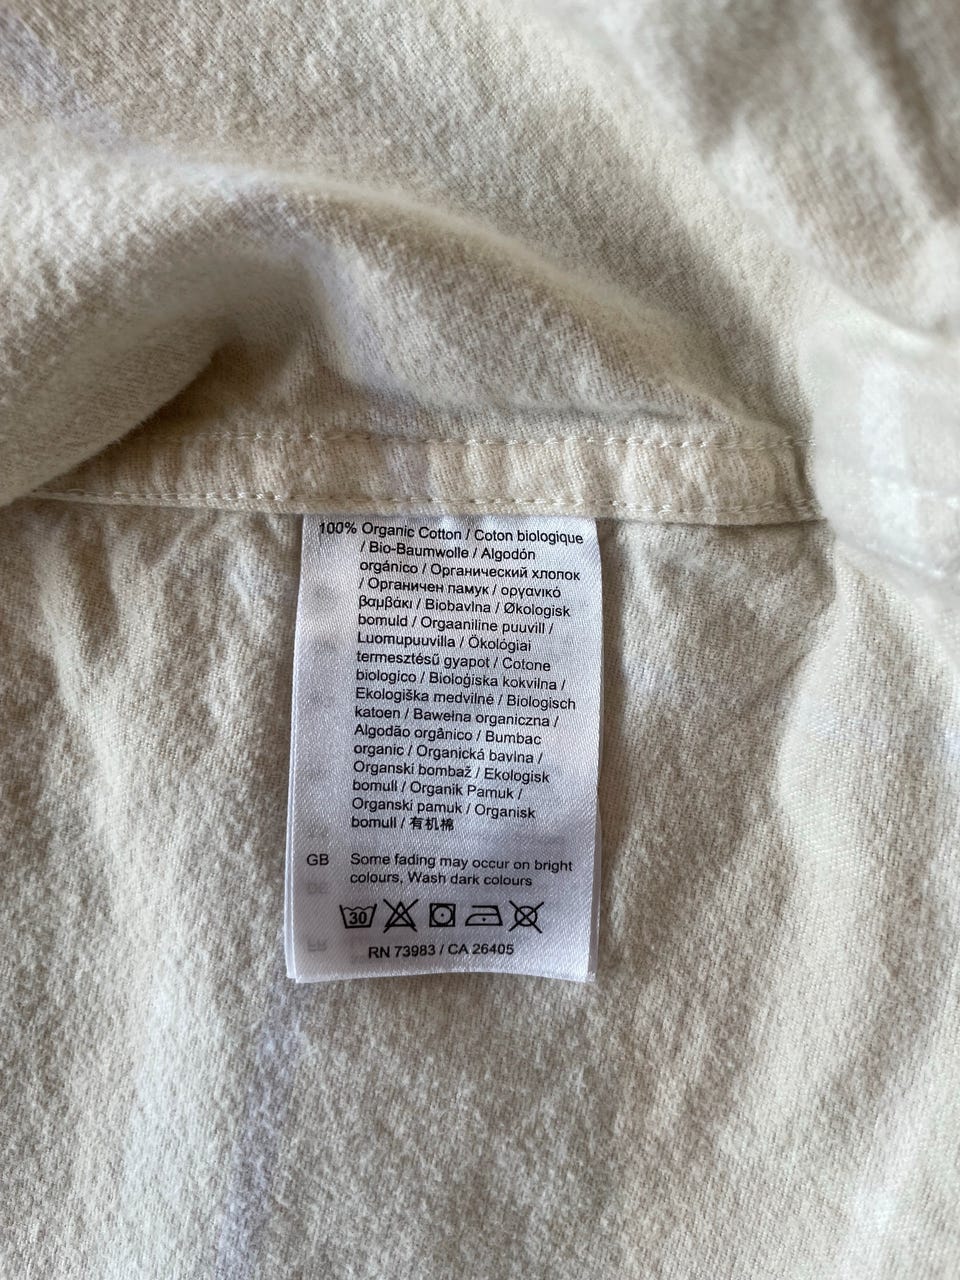 100% Organic Cotton / Coton biologique
/ Bio-Baumwolle / Algodón
orgánico / Органический хлопок
/ Органичен памук / οργανικό
βαμβάκι / Biobavlna / Økologisk
bomuld / Orgaaniline puuvill /
Luomupuuvilla / Ökológiai
termesztésű gyapot / Cotone
biologico / Bioloģiska kokvilna /
Ekologiška medvilnė / Biologisch
katoen / Bawełna organiczna /
Algodão orgânico / Bumbac
organic / Organická bavlna /
Organski bombaž / Ekologisk
bomull / Organik Pamuk /
Organski pamuk / Organisk
bomull / 有机棉
GB Some fading may occur on bright
colours, Wash dark colours
30
RN 73983 / CA 26405